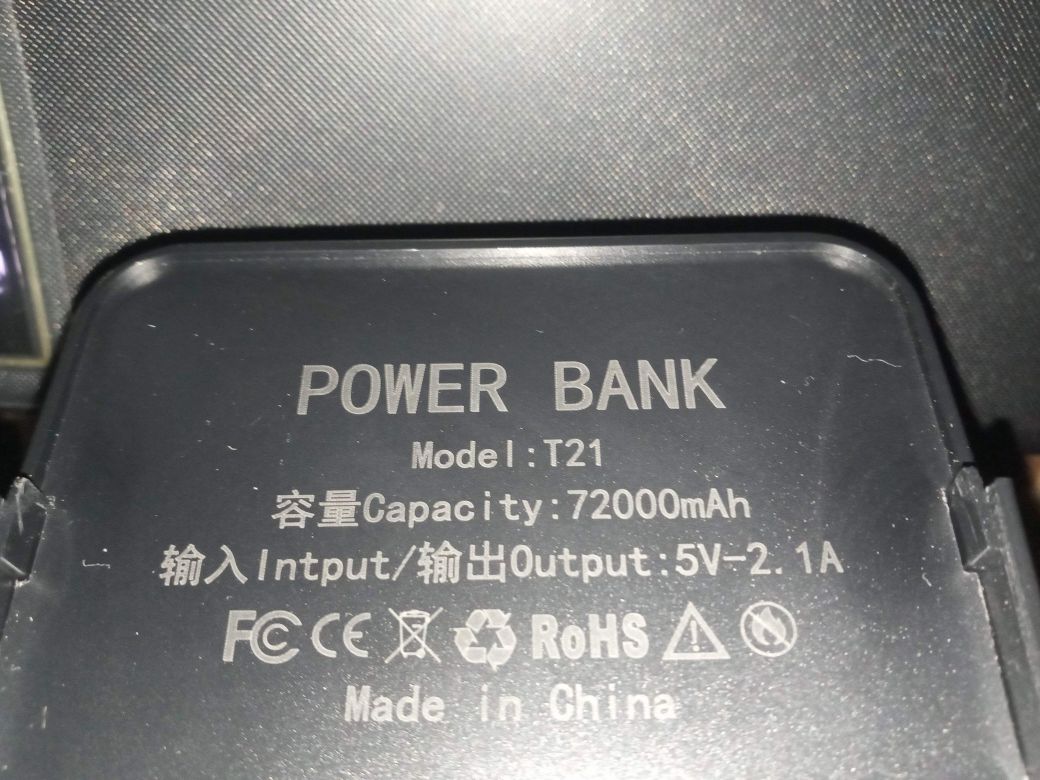 POWER BANK
Model:T21
容量Capacity:72000mAh
输入Intput/输出Output:5V-2.1A
FC CE RoHS
Made in China